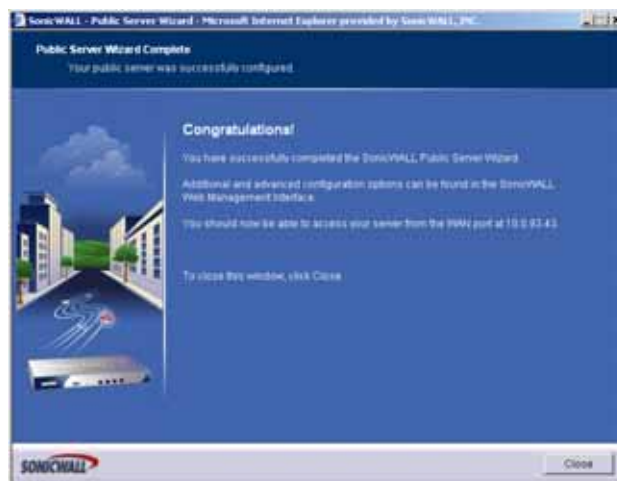 SonicWALL - Public Server Wizard - Microsoft Internet Explorer provided by SonicWALL, INC.
Public Server Wizard Complete
Your public server was successfully configured.
Congratulations!
You have successfully completed the SonicWALL Public Server Wizard.
Additional and advanced configuration options can be found in the SonicWALL
Web Management Interface.
You should now be able to access your server from the WAN port at 10.0.93.43
To close this window, click Close
SONICWALL
Close